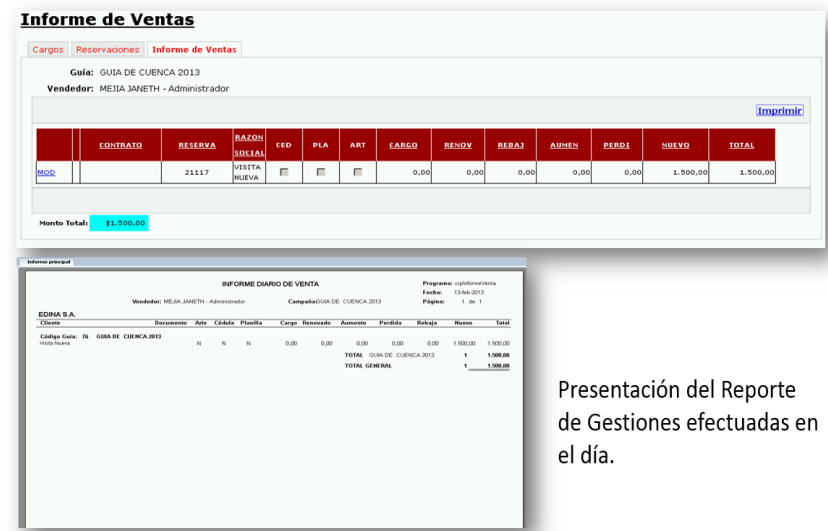 Informe de Ventas
Cargos Reservaciones Informe de Ventas
Guía: GUIA DE CUENCA 2013
Vendedor: MEJIA JANETH - Administrador
Imprimir
CONTRATO RESERVA RAZON SOCIAL CED PLA ART CARGO RENOV REBAJ AUMEN PERDI NUEVO TOTAL
MOD 21117 VISITA NUEVA 0,00 0,00 0,00 0,00 0,00 1.500,00 1.500,00
Monto Total: $1.500,00
Informe principal
INFORME DIARIO DE VENTA Programa: crpInformeVenta
Fecha: 13-feb-2013
Vendedor: MEJIA JANETH - Administrador Campaña:GUIA DE CUENCA 2013 Página: 1 de 1
EDINA S.A.
Cliente Documento Arte Cédula Planilla Cargo Renovado Aumento Perdida Rebaja Nuevo Total
Código Guía: 76 GUIA DE CUENCA 2013
Visita Nueva N N N 0,00 0,00 0,00 0,00 0,00 1.500,00 1.500,00
TOTAL GUIA DE CUENCA 2013 1 1.500,00
TOTAL GENERAL 1 1.500,00
Presentación del Reporte
de Gestiones efectuadas en
el día.